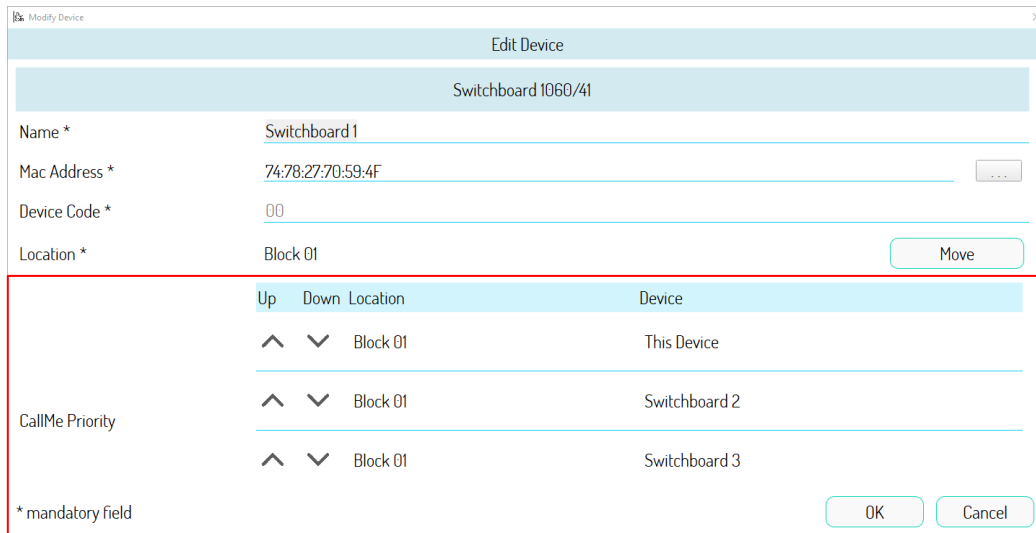 Modify Device
Edit Device
Switchboard 1060/41
Name * Switchboard 1
Mac Address * 74:78:27:70:59:4F ...
Device Code * 00
Location * Block 01 Move
Up Down Location Device
Block 01 This Device
CallMe Priority
Block 01 Switchboard 2
Block 01 Switchboard 3
* mandatory field OK Cancel